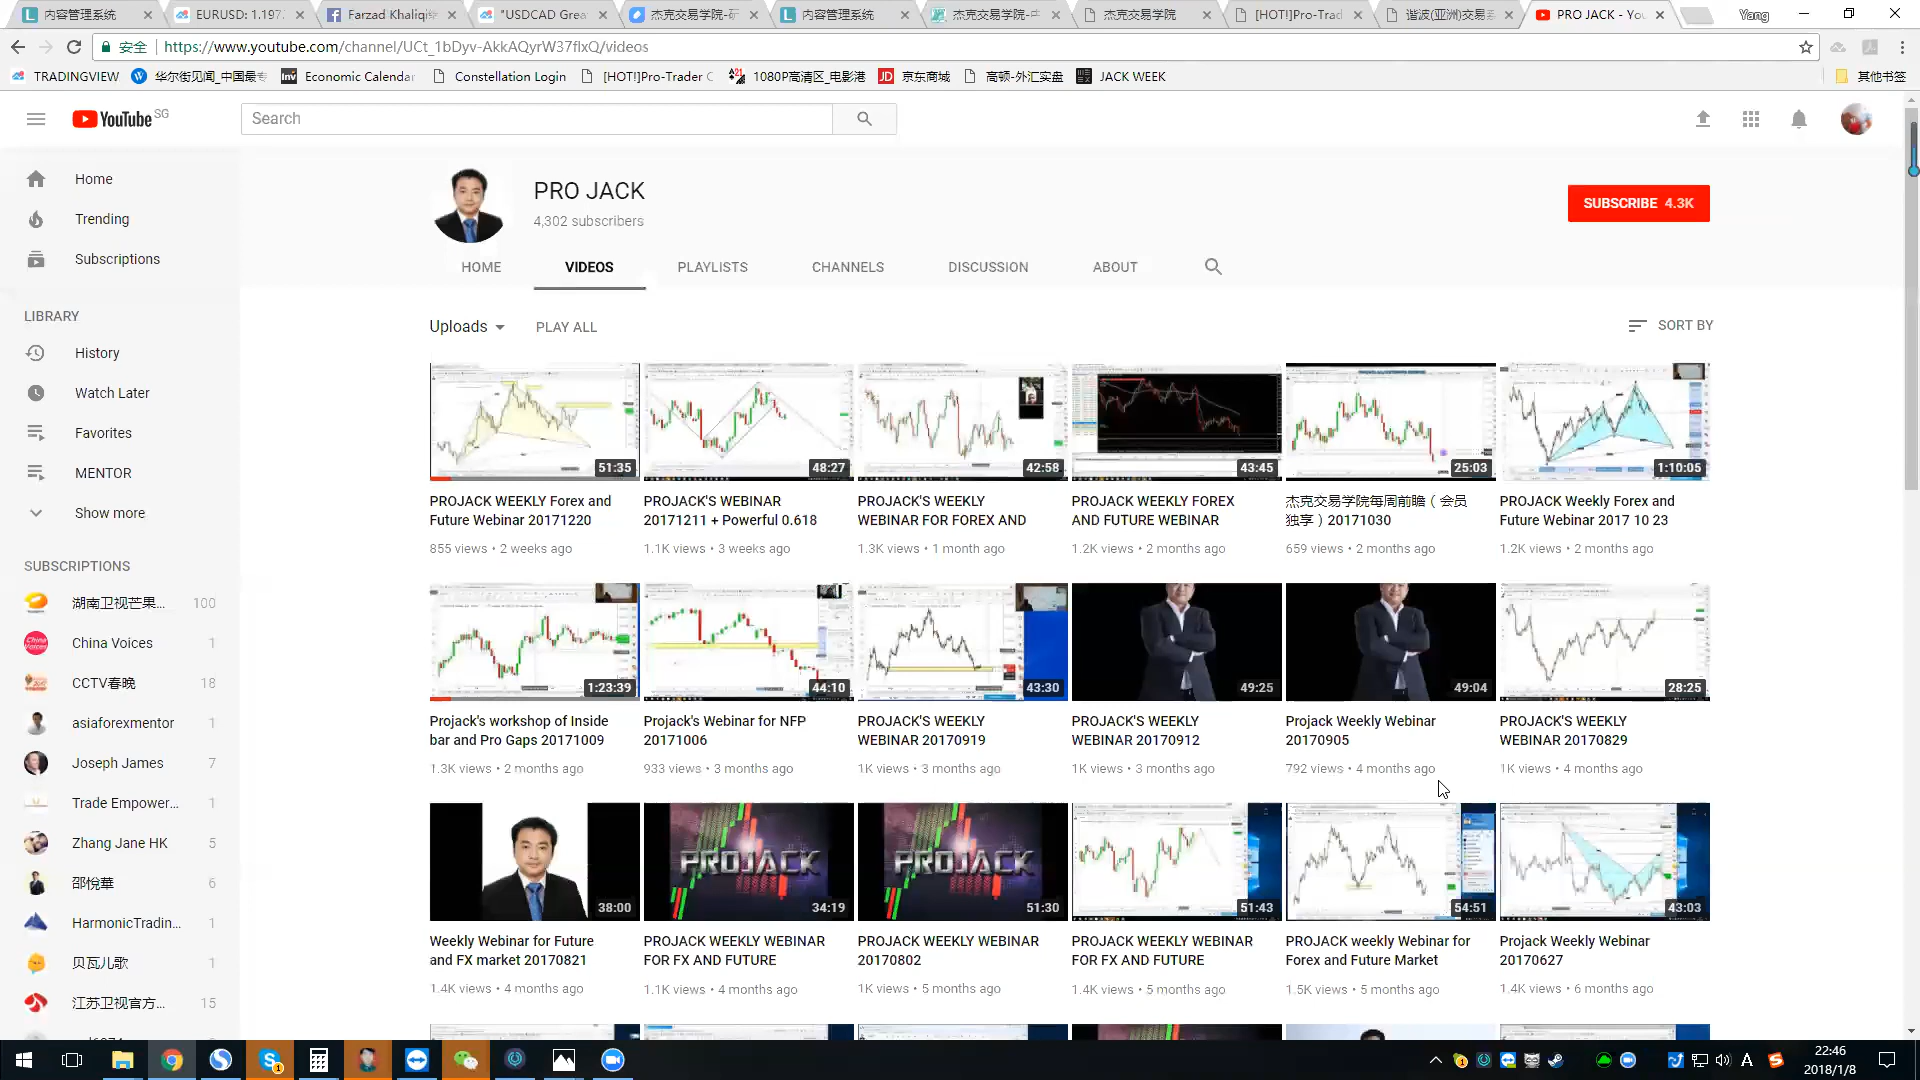 内容管理系统
EURUSD: 1.197
Farzad Khaliqi
"USDCAD Grea
杰克交易学院-研
内容管理系统
杰克交易学院-中
杰克交易学院
[HOT!]Pro-Trad
谐波(亚洲)交易
PRO JACK - You
Yang
安全
https://www.youtube.com/channel/UCt_1bDyv-AkkAQyrW37flxQ/videos
TRADINGVIEW
华尔街见闻_中国最专
Economic Calendar
Constellation Login
[HOT!]Pro-Trader C
1080P高清区_电影港
京东商城
高顿-外汇实盘
JACK WEEK
其他书签
YouTube SG
Search
PRO JACK
4,302 subscribers
SUBSCRIBE 4.3K
HOME
VIDEOS
PLAYLISTS
CHANNELS
DISCUSSION
ABOUT
Home
Trending
Subscriptions
LIBRARY
History
Watch Later
Favorites
MENTOR
Show more
SUBSCRIPTIONS
湖南卫视芒果... 100
China Voices 1
CCTV春晚 18
asiaforexmentor 1
Joseph James 7
Trade Empower... 1
Zhang Jane HK 5
邵悅華 6
HarmonicTradin... 1
贝瓦儿歌 1
江苏卫视官方... 15
Uploads
PLAY ALL
SORT BY
51:35
PROJACK WEEKLY Forex and
Future Webinar 20171220
855 views • 2 weeks ago
48:27
PROJACK'S WEBINAR
20171211 + Powerful 0.618
1.1K views • 3 weeks ago
42:58
PROJACK'S WEEKLY
WEBINAR FOR FOREX AND
1.3K views • 1 month ago
43:45
PROJACK WEEKLY FOREX
AND FUTURE WEBINAR
1.2K views • 2 months ago
25:03
杰克交易学院每周前瞻（会员
独享）20171030
659 views • 2 months ago
1:10:05
PROJACK Weekly Forex and
Future Webinar 2017 10 23
1.2K views • 2 months ago
1:23:39
Projack's workshop of Inside
bar and Pro Gaps 20171009
1.3K views • 2 months ago
44:10
Projack's Webinar for NFP
20171006
933 views • 3 months ago
43:30
PROJACK'S WEEKLY
WEBINAR 20170919
1K views • 3 months ago
49:25
PROJACK'S WEEKLY
WEBINAR 20170912
1K views • 3 months ago
49:04
Projack Weekly Webinar
20170905
792 views • 4 months ago
28:25
PROJACK'S WEEKLY
WEBINAR 20170829
1K views • 4 months ago
38:00
Weekly Webinar for Future
and FX market 20170821
1.4K views • 4 months ago
PROJACK
34:19
PROJACK WEEKLY WEBINAR
FOR FX AND FUTURE
1.1K views • 4 months ago
PROJACK
51:30
PROJACK WEEKLY WEBINAR
20170802
1K views • 5 months ago
51:43
PROJACK WEEKLY WEBINAR
FOR FX AND FUTURE
1.4K views • 5 months ago
54:51
PROJACK weekly Webinar for
Forex and Future Market
1.5K views • 5 months ago
43:03
Projack Weekly Webinar
20170627
1.4K views • 6 months ago
22:46
2018/1/8